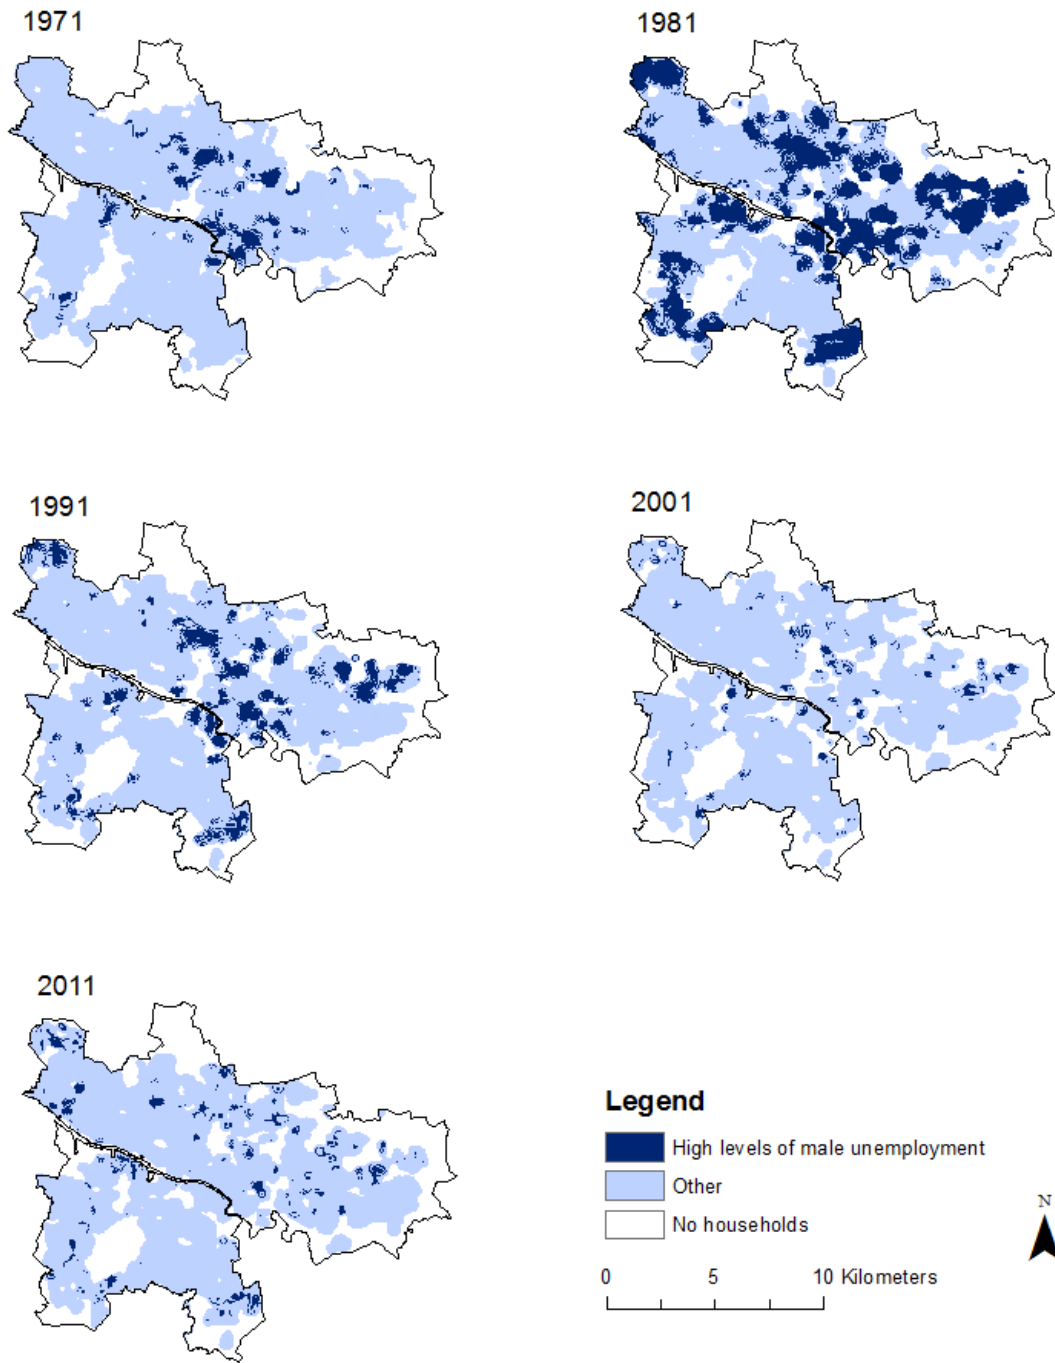 1971
1981
1991
2001
2011
Legend
High levels of male unemployment
Other
No households
N
0 5 10 Kilometers